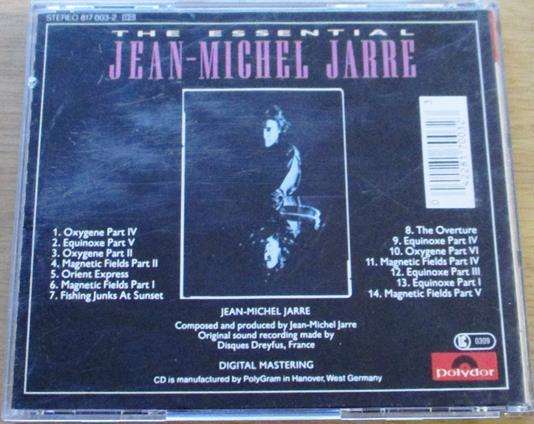 STEREO 817 003-2
THE ESSENTIAL
JEAN-MICHEL JARRE
1. Oxygene Part IV
2. Equinoxe Part V
3. Oxygene Part II
4. Magnetic Fields Part II
5. Orient Express
6. Magnetic Fields Part I
7. Fishing Junks At Sunset
8. The Overture
9. Equinoxe Part IV
10. Oxygene Part VI
11. Magnetic Fields Part IV
12. Equinoxe Part III
13. Equinoxe Part I
14. Magnetic Fields Part V
JEAN-MICHEL JARRE
Composed and produced by Jean-Michel Jarre
Original sound recording made by
Disques Dreyfus, France
DIGITAL MASTERING
CD is manufactured by PolyGram in Hanover, West Germany
0309
polydor